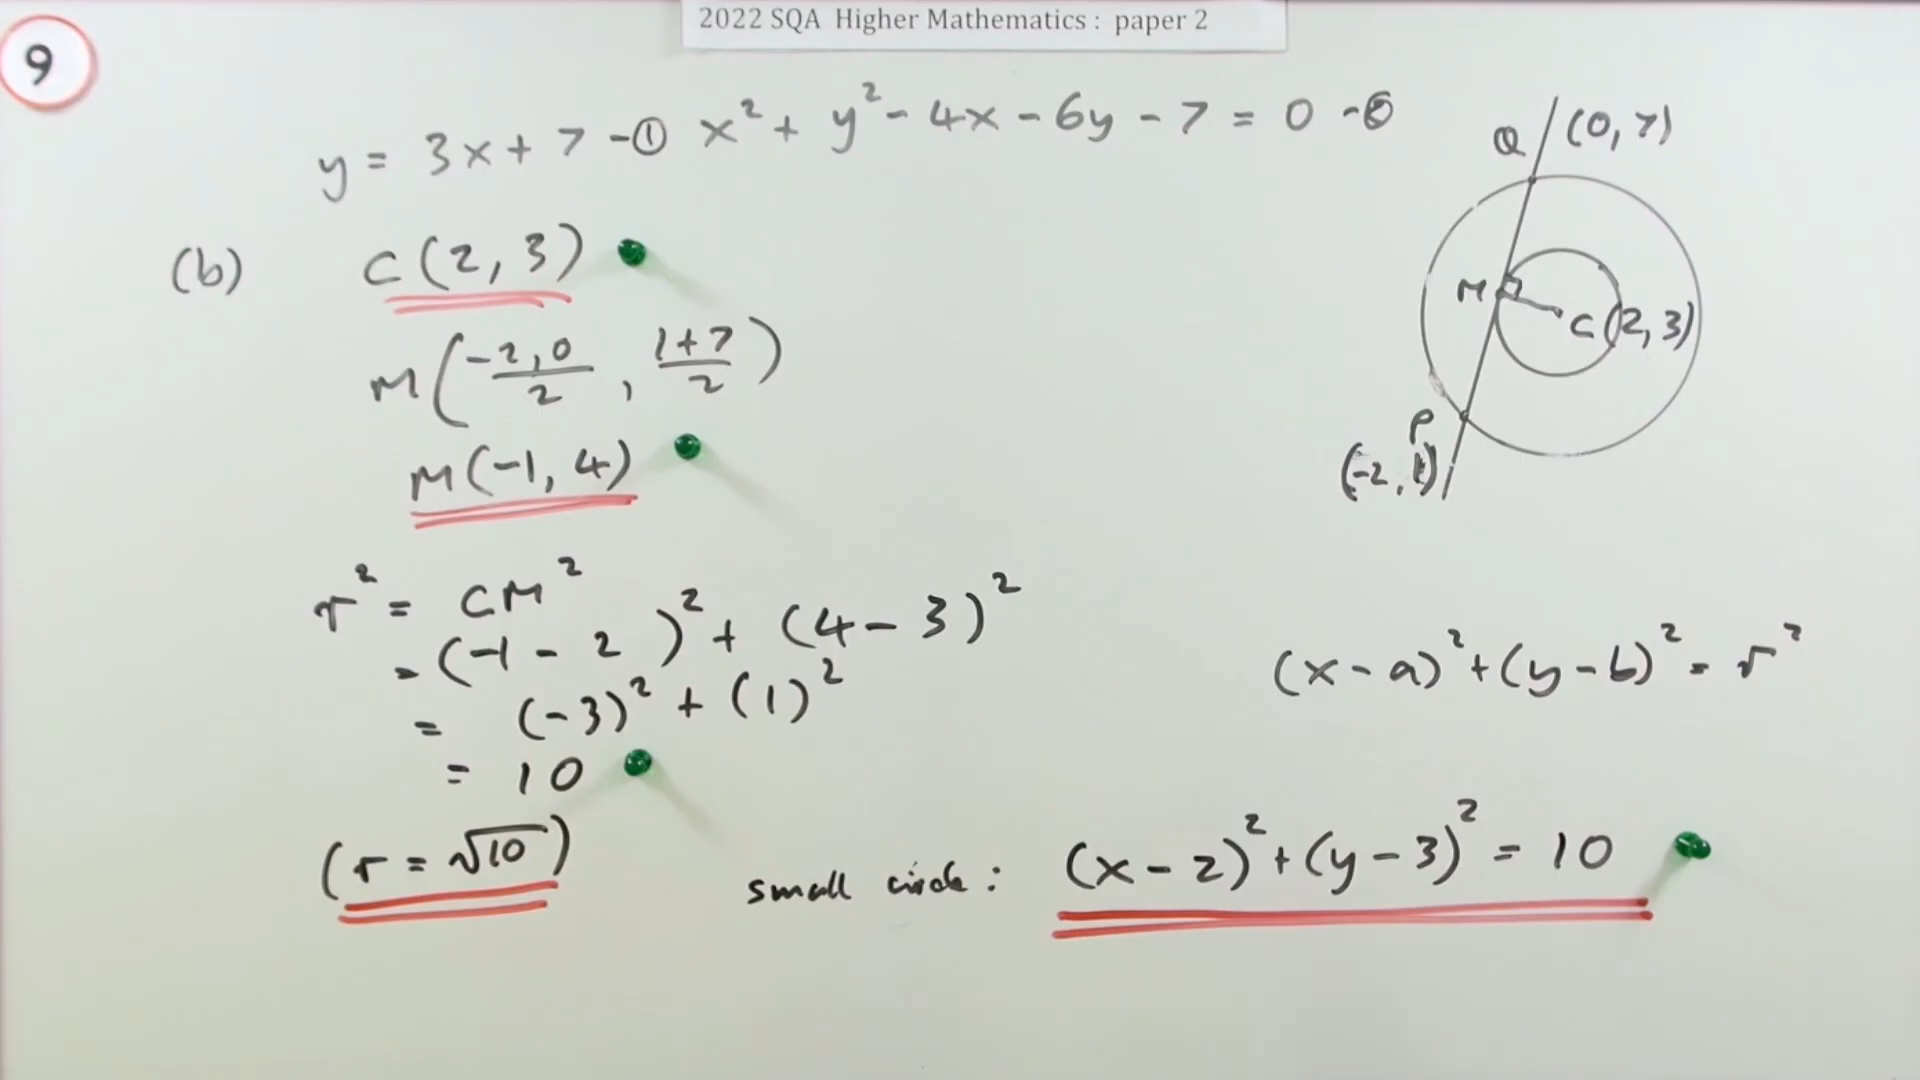 2022 SQA Higher Mathematics : paper 2
9
y = 3x + 7 -① x² + y² - 4x - 6y - 7 = 0 -②
Q (0, 7)
(b) C(2, 3)
M C(2, 3)
M(-2,0/2 , 1+7/2)
P
(-2, 1)
M(-1, 4)
r² = CM²
= (-1 - 2)² + (4 - 3)²
(x - a)² + (y - b)² = r²
= (-3)² + (1)²
= 10
(r = √10)
small circle : (x - 2)² + (y - 3)² = 10